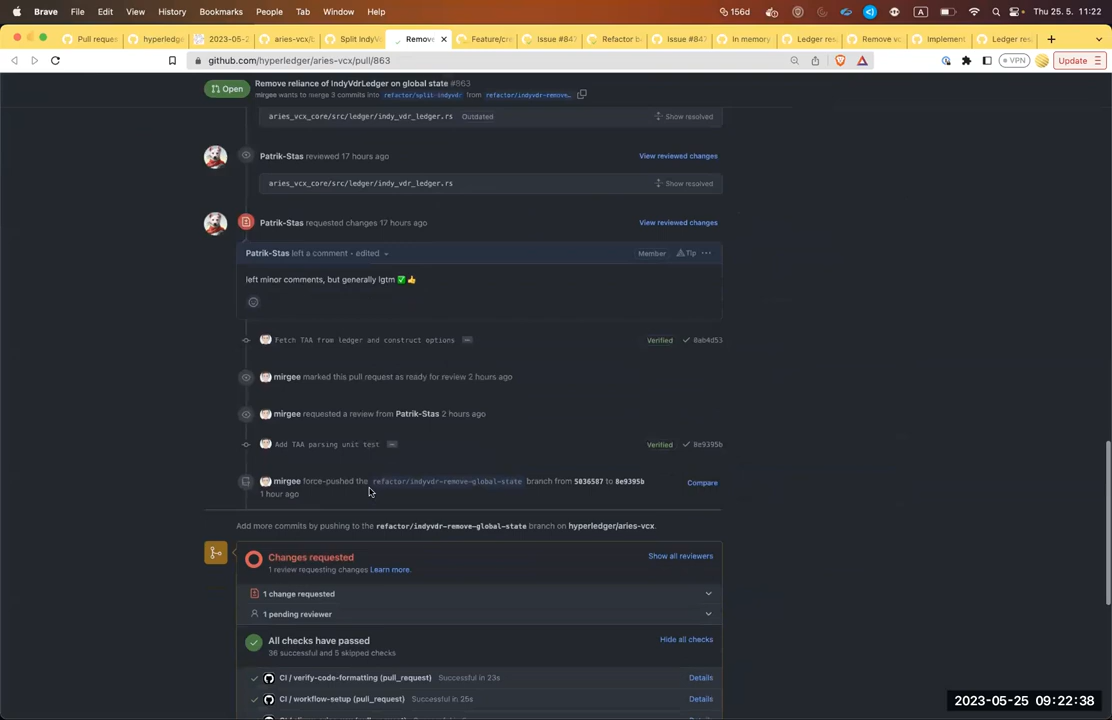 Brave File Edit View History Bookmarks People Tab Window Help 156d A Thu 25. 5. 11:22
Pull reques hyperledge 2023-05-2 aries-vcx/b Split IndyV Remove Feature/cre Issue #847 Refactor b Issue #847 In memory Ledger res Remove vc Implement Ledger res
github.com/hyperledger/aries-vcx/pull/863 VPN Update
Open Remove reliance of IndyVdrLedger on global state #863
mirgee wants to merge 3 commits into refactor/split-indyvdr from refactor/indyvdr-remove…
aries_vcx_core/src/ledger/indy_vdr_ledger.rs Outdated Show resolved
Patrik-Stas reviewed 17 hours ago View reviewed changes
aries_vcx_core/src/ledger/indy_vdr_ledger.rs Show resolved
Patrik-Stas requested changes 17 hours ago View reviewed changes
Patrik-Stas left a comment - edited Member Tip ...
left minor comments, but generally lgtm ✅ 👍
Fetch TAA from ledger and construct options Verified 8ab4d53
mirgee marked this pull request as ready for review 2 hours ago
mirgee requested a review from Patrik-Stas 2 hours ago
Add TAA parsing unit test Verified 8e9395b
mirgee force-pushed the refactor/indyvdr-remove-global-state branch from 5036587 to 8e9395b Compare
1 hour ago
Add more commits by pushing to the refactor/indyvdr-remove-global-state branch on hyperledger/aries-vcx.
Changes requested Show all reviewers
1 review requesting changes Learn more.
1 change requested
1 pending reviewer
All checks have passed Hide all checks
36 successful and 5 skipped checks
CI / verify-code-formatting (pull_request) Successful in 23s Details
CI / workflow-setup (pull_request) Successful in 25s Details
2023-05-25 09:22:38